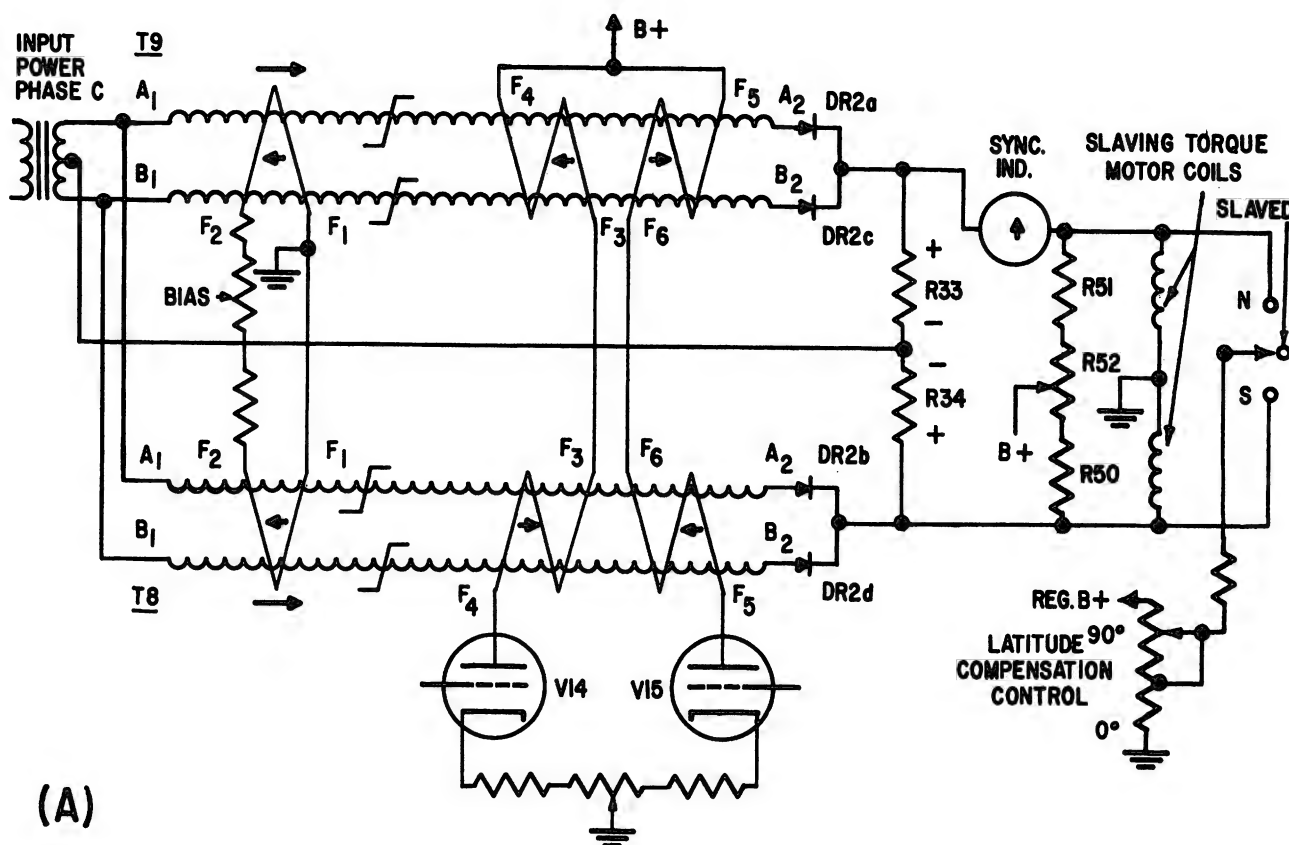 INPUT
POWER
PHASE C
T9
B+
A1
F4
F5
A2
DR2a
B1
B2
DR2c
F2
F1
F3
F6
BIAS
SYNC.
IND.
SLAVING TORQUE
MOTOR COILS
SLAVED
+
R33
-
-
R34
+
R51
R52
B+
R50
N
S
A1
F2
F1
F3
F6
A2
DR2b
B1
B2
DR2d
T8
F4
F5
V14
V15
REG. B+
90°
LATITUDE
COMPENSATION
CONTROL
0°
(A)